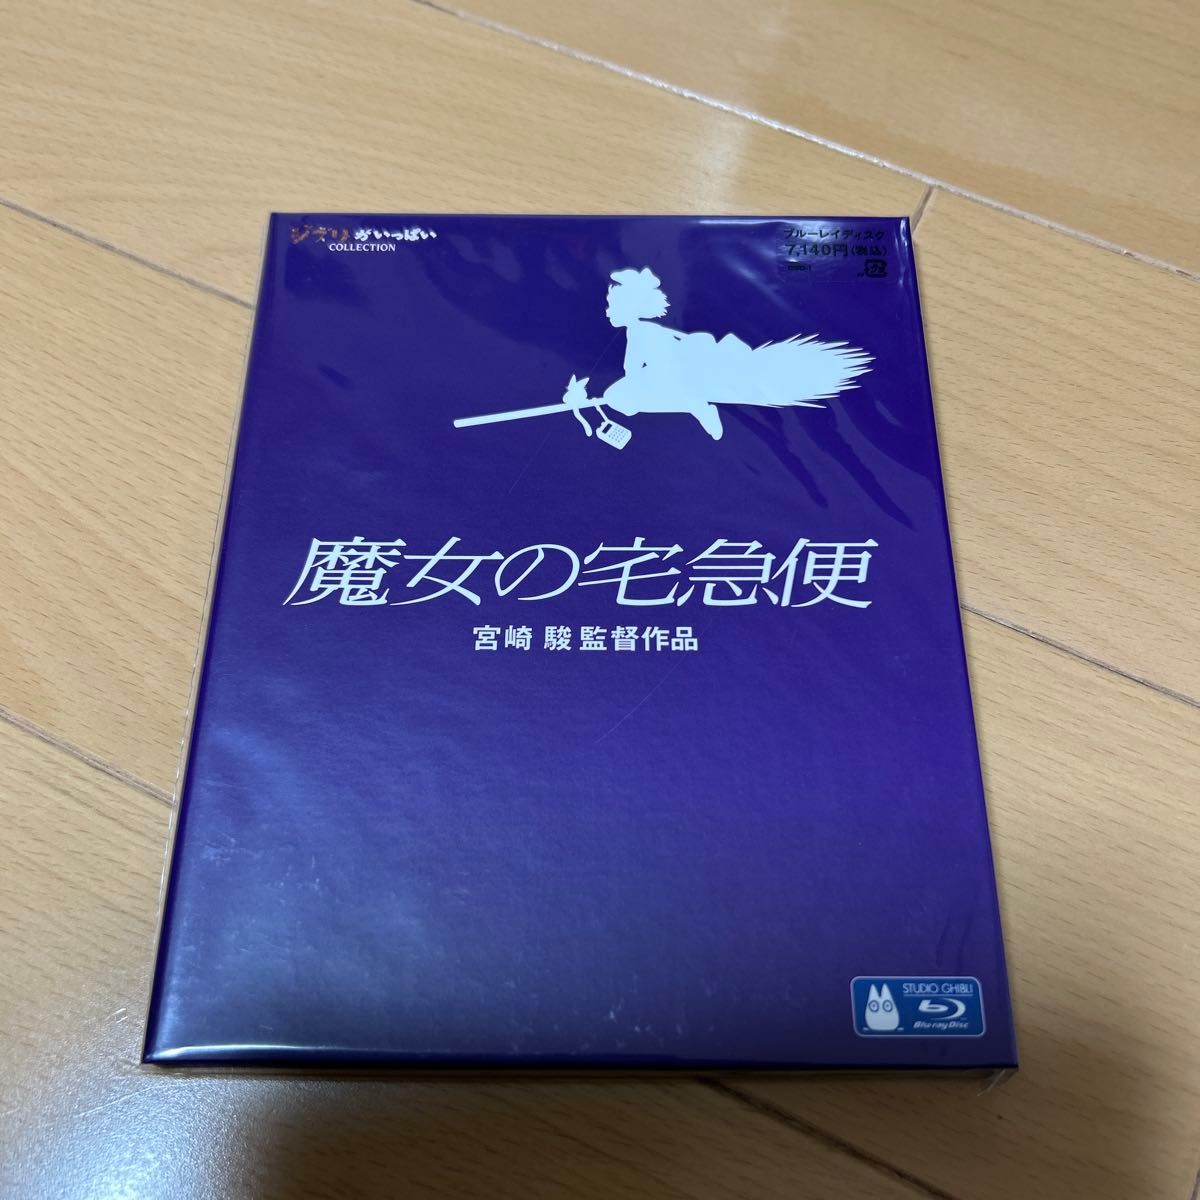 ジブリがいっぱい
COLLECTION
ブルーレイディスク
7,140円(税込)
魔女の宅急便
宮崎 駿 監督作品
STUDIO GHIBLI
Blu-ray Disc